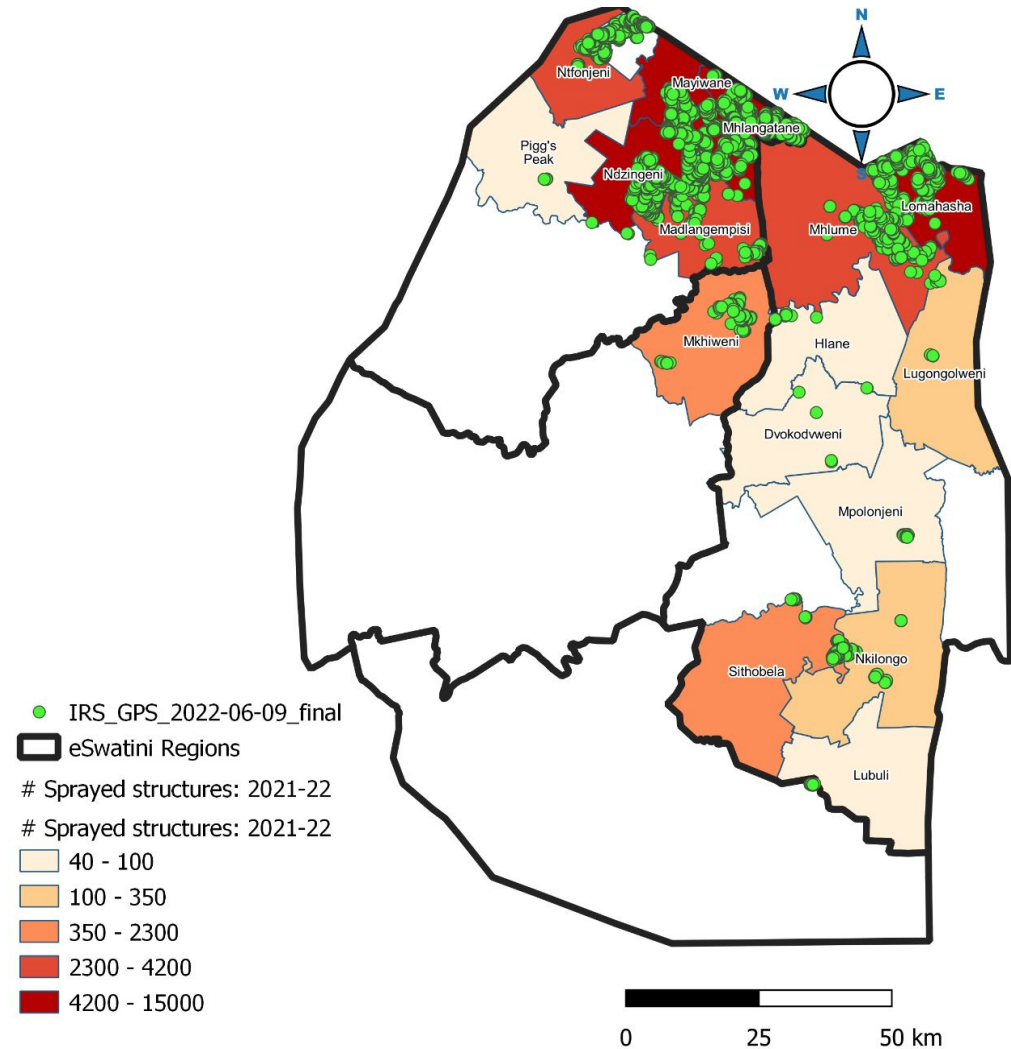 N
W
E
S
Ntfonjeni
Mayiwane
Mhlangatane
Pigg's
Peak
Ndzingeni
Lomahasha
Madlangempisi
Mhlume
Mkhiweni
Hlane
Lugongolweni
Dvokodvweni
Mpolonjeni
Sithobela
Nkilongo
Lubuli
IRS_GPS_2022-06-09_final
eSwatini Regions
# Sprayed structures: 2021-22
# Sprayed structures: 2021-22
40 - 100
100 - 350
350 - 2300
2300 - 4200
4200 - 15000
0 25 50 km